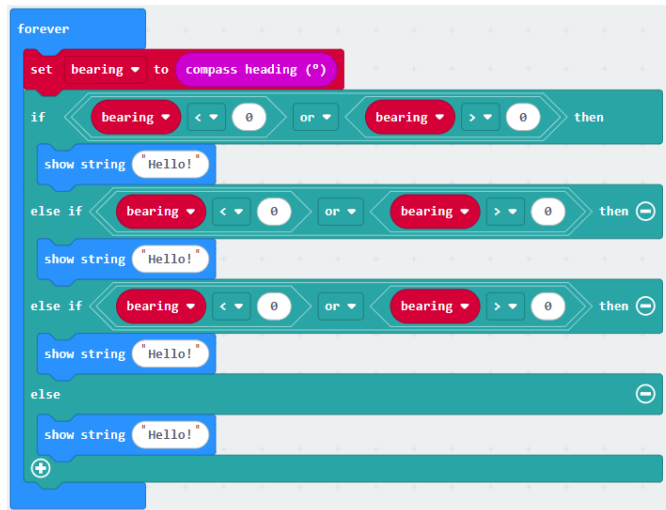 forever
set bearing to compass heading (º)
if bearing < 0 or bearing > 0 then
show string "Hello!"
else if bearing < 0 or bearing > 0 then
show string "Hello!"
else if bearing < 0 or bearing > 0 then
show string "Hello!"
else
show string "Hello!"